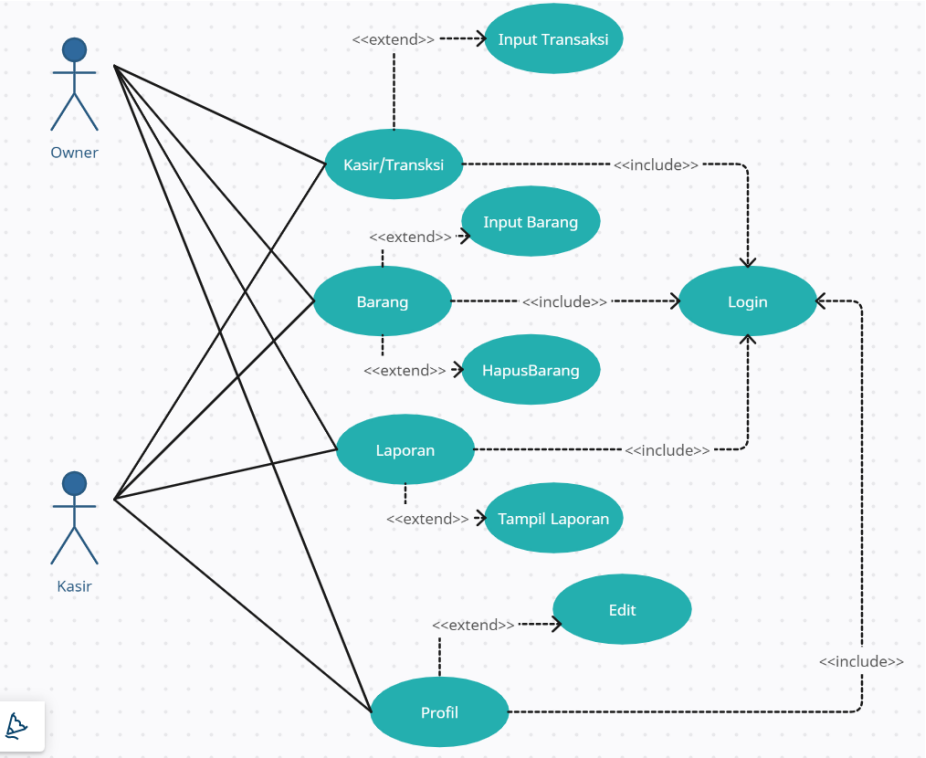 <<extend>>
Input Transaksi
Owner
Kasir/Transksi
<<include>>
Input Barang
<<extend>>
Barang
<<include>>
Login
<<extend>>
HapusBarang
Laporan
<<include>>
<<extend>>
Tampil Laporan
Kasir
Edit
<<extend>>
<<include>>
Profil